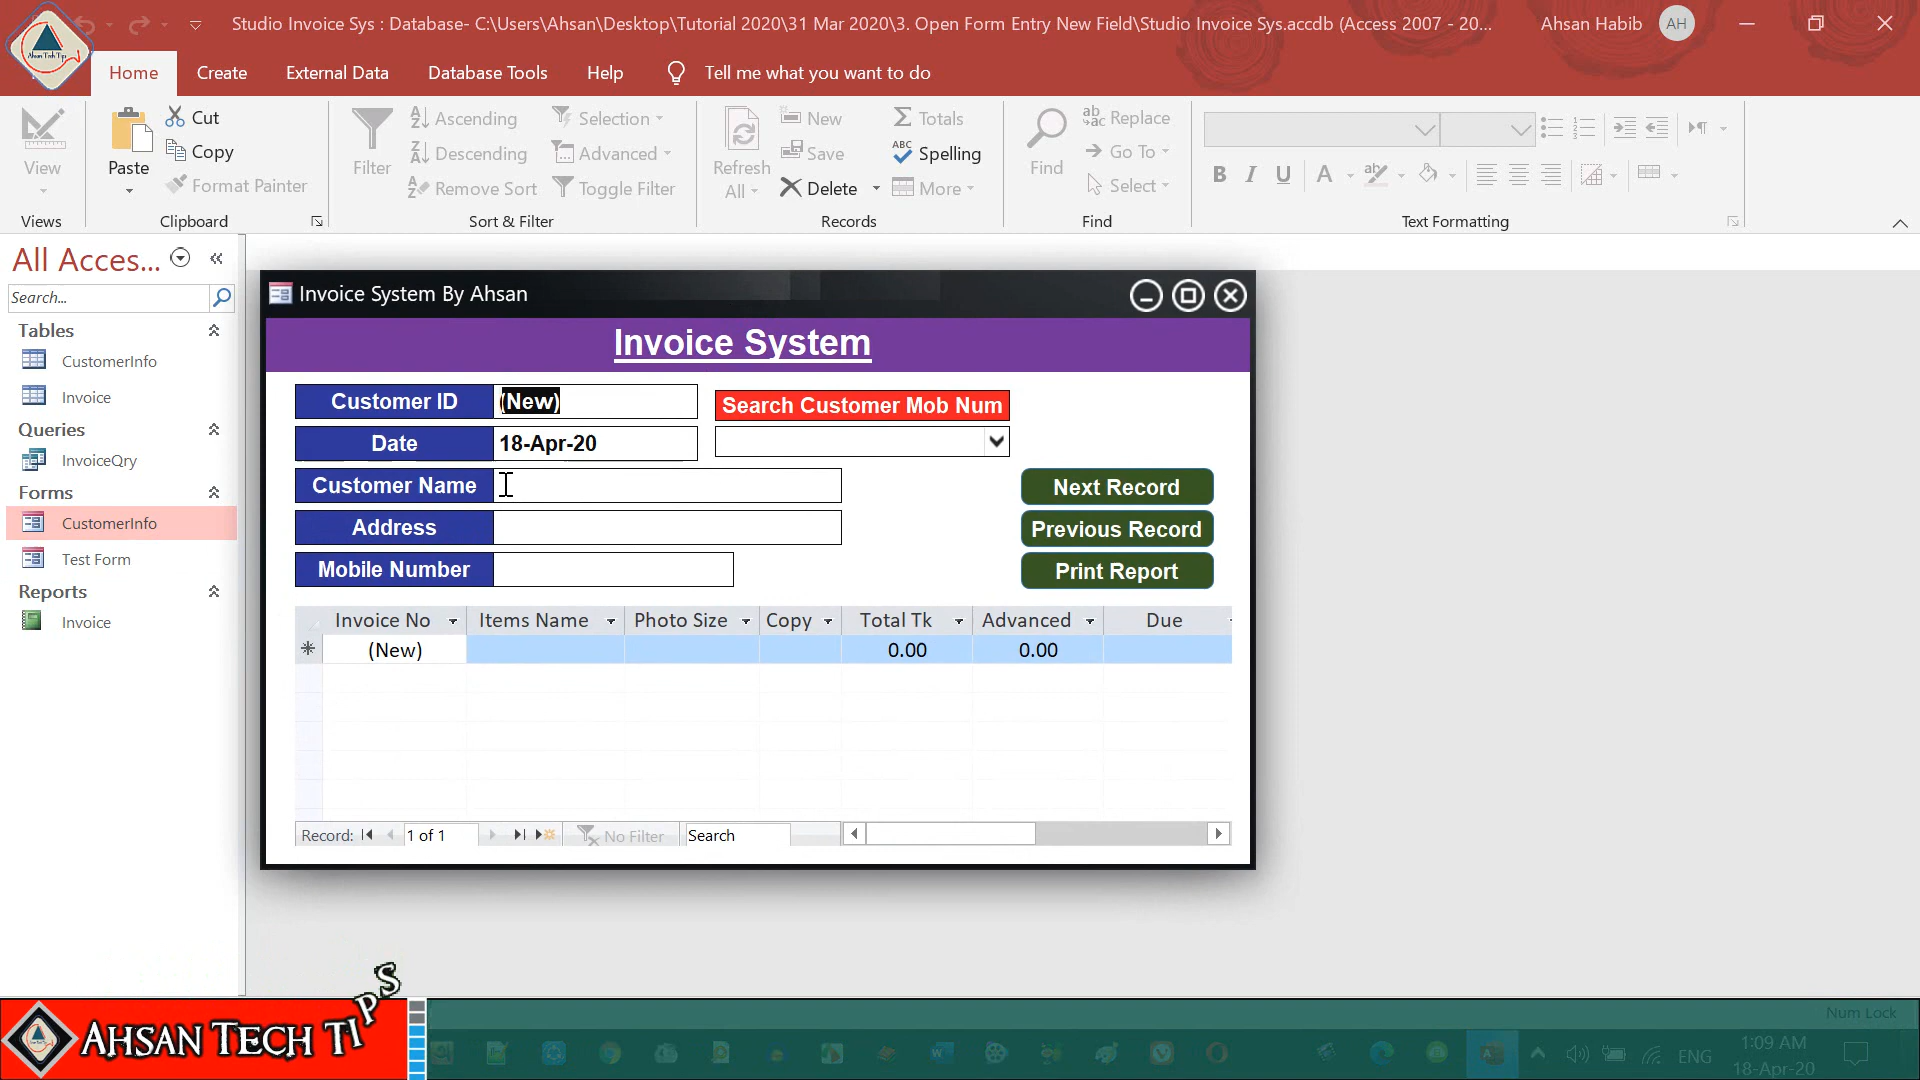 Studio Invoice Sys : Database- C:\Users\Ahsan\Desktop\Tutorial 2020\31 Mar 2020\3. Open Form Entry New Field\Studio Invoice Sys.accdb (Access 2007 - 20...
Ahsan Habib
AH
Ahsan Tech Tips
Home
Create
External Data
Database Tools
Help
Tell me what you want to do
View
Views
Paste
Cut
Copy
Format Painter
Clipboard
Filter
Ascending
Descending
Remove Sort
Selection
Advanced
Toggle Filter
Sort & Filter
Refresh
All
New
Save
Delete
Totals
Spelling
More
Records
Find
Replace
Go To
Select
Find
B I U A
Text Formatting
All Acces...
Search...
Tables
CustomerInfo
Invoice
Queries
InvoiceQry
Forms
CustomerInfo
Test Form
Reports
Invoice
Invoice System By Ahsan
Invoice System
Customer ID (New)
Search Customer Mob Num
Date 18-Apr-20
Customer Name
Address
Mobile Number
Next Record
Previous Record
Print Report
Invoice No Items Name Photo Size Copy Total Tk Advanced Due
(New) 0.00 0.00
Record: 1 of 1 No Filter Search
AHSAN TECH TIPS
Num Lock
ENG
1:09 AM
18-Apr-20